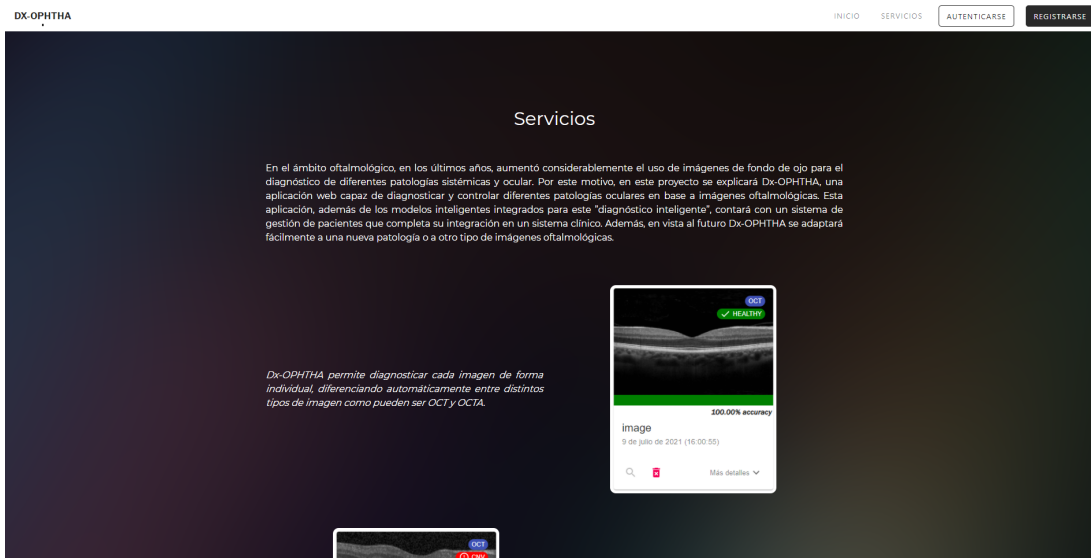 DX-OPHTHA
INICIO SERVICIOS AUTENTICARSE REGISTRARSE
Servicios
En el ámbito oftalmológico, en los últimos años, aumentó considerablemente el uso de imágenes de fondo de ojo para el
diagnóstico de diferentes patologías sistémicas y ocular. Por este motivo, en este proyecto se explicará Dx-OPHTHA, una
aplicación web capaz de diagnosticar y controlar diferentes patologías oculares en base a imágenes oftalmológicas. Esta
aplicación, además de los modelos inteligentes integrados para este "diagnóstico inteligente", contará con un sistema de
gestión de pacientes que completa su integración en un sistema clínico. Además, en vista al futuro Dx-OPHTHA se adaptará
fácilmente a una nueva patología o a otro tipo de imágenes oftalmológicas.
Dx-OPHTHA permite diagnosticar cada imagen de forma
individual, diferenciando automáticamente entre distintos
tipos de imagen como pueden ser OCT y OCTA.
OCT
HEALTHY
100.00% accuracy
image
9 de julio de 2021 (16:00:55)
Más detalles
OCT
CNV